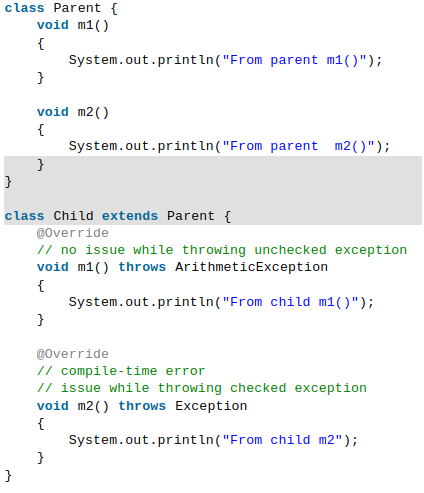 class Parent {
    void m1()
    {
        System.out.println("From parent m1()");
    }

    void m2()
    {
        System.out.println("From parent  m2()");
    }
}

class Child extends Parent {
    @Override
    // no issue while throwing unchecked exception
    void m1() throws ArithmeticException
    {
        System.out.println("From child m1()");
    }

    @Override
    // compile-time error
    // issue while throwing checked exception
    void m2() throws Exception
    {
        System.out.println("From child m2");
    }
}